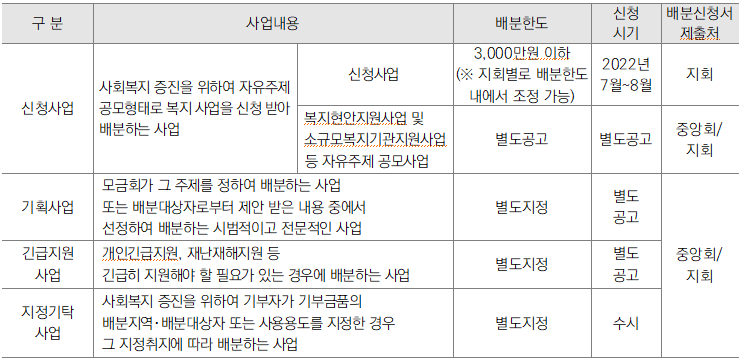 구 분
사업내용
배분한도
신청
시기
배분신청서
제출처
신청사업
사회복지 증진을 위하여 자유주제
공모형태로 복지 사업을 신청 받아
배분하는 사업
신청사업
3,000만원 이하
(※ 지회별로 배분한도
내에서 조정 가능)
2022년
7월~8월
지회
복지현안지원사업 및
소규모복지기관지원사업
등 자유주제 공모사업
별도공고
별도공고
중앙회/
지회
기획사업
모금회가 그 주제를 정하여 배분하는 사업
또는 배분대상자로부터 제안 받은 내용 중에서
선정하여 배분하는 시범적이고 전문적인 사업
별도지정
별도
공고
중앙회/
지회
긴급지원
사업
개인긴급지원, 재난재해지원 등
긴급히 지원해야 할 필요가 있는 경우에 배분하는 사업
별도지정
별도
공고
지정기탁
사업
사회복지 증진을 위하여 기부자가 기부금품의
배분지역·배분대상자 또는 사용용도를 지정한 경우
그 지정취지에 따라 배분하는 사업
별도지정
수시